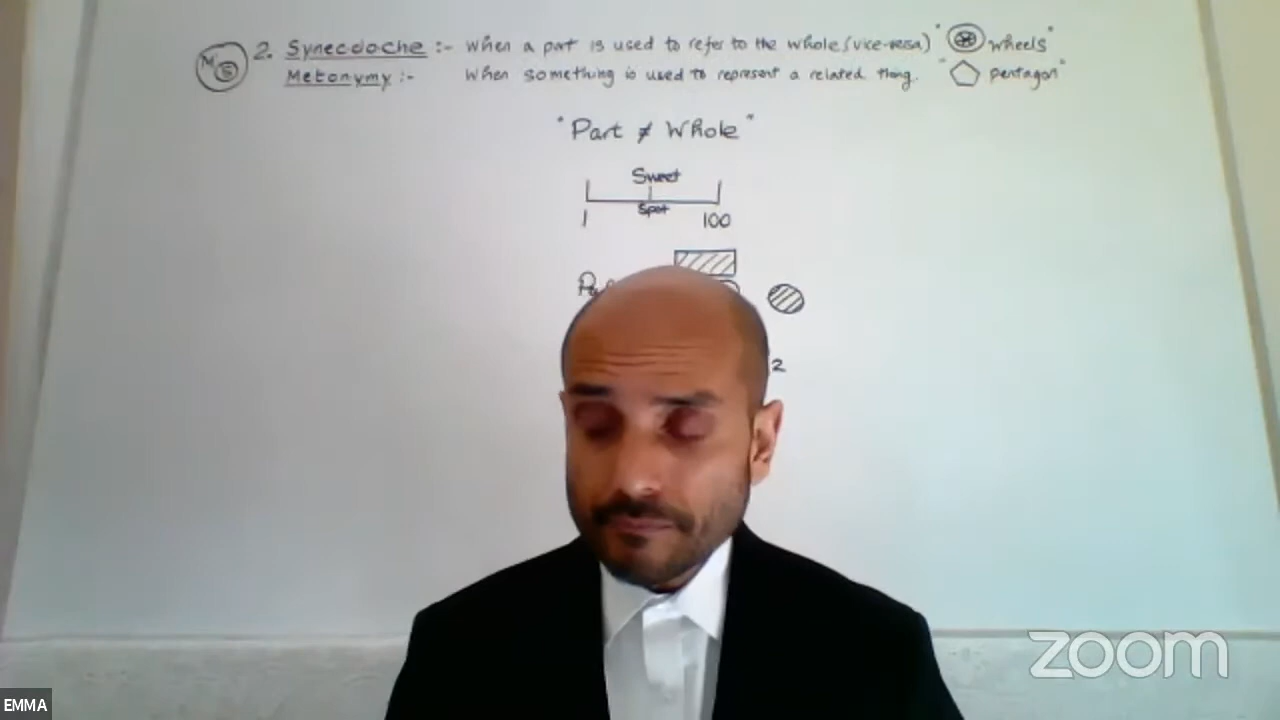 M S 2. Synecdoche :- When a part is used to refer to the whole (vice-versa) " wheels"
Metonymy :- When something is used to represent a related thing. " pentagon"
"Part ≠ Whole"
Sweet
Spot
1 100
2
zoom
EMMA